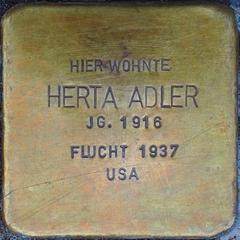 HIER WOHNTE
HERTA ADLER
JG. 1916
FLUCHT 1937
USA